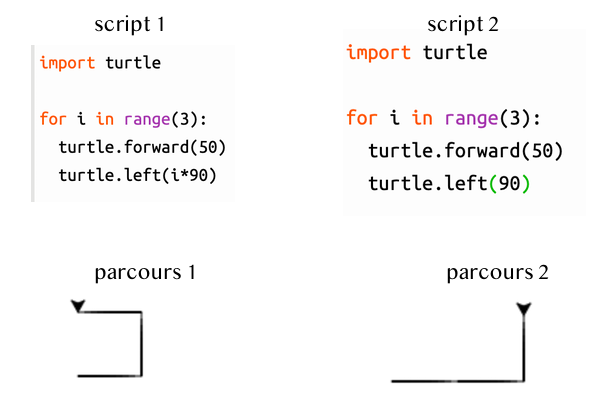 script 1
import turtle
for i in range(3):
turtle.forward(50)
turtle.left(i*90)
script 2
import turtle
for i in range(3):
turtle.forward(50)
turtle.left(90)
parcours 1
parcours 2